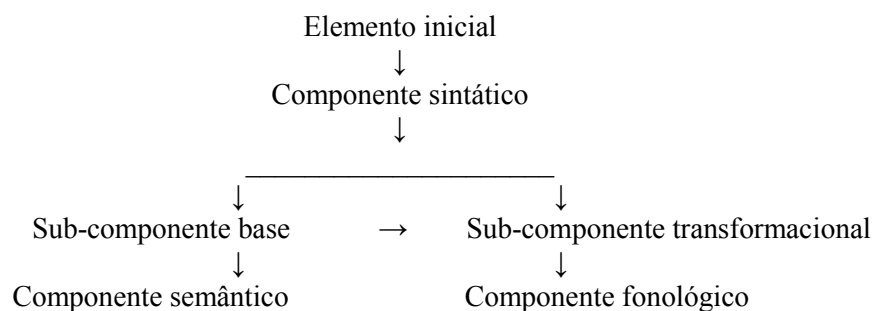 Elemento inicial
↓
Componente sintático
↓
↓ ↓
Sub-componente base → Sub-componente transformacional
↓ ↓
Componente semântico Componente fonológico